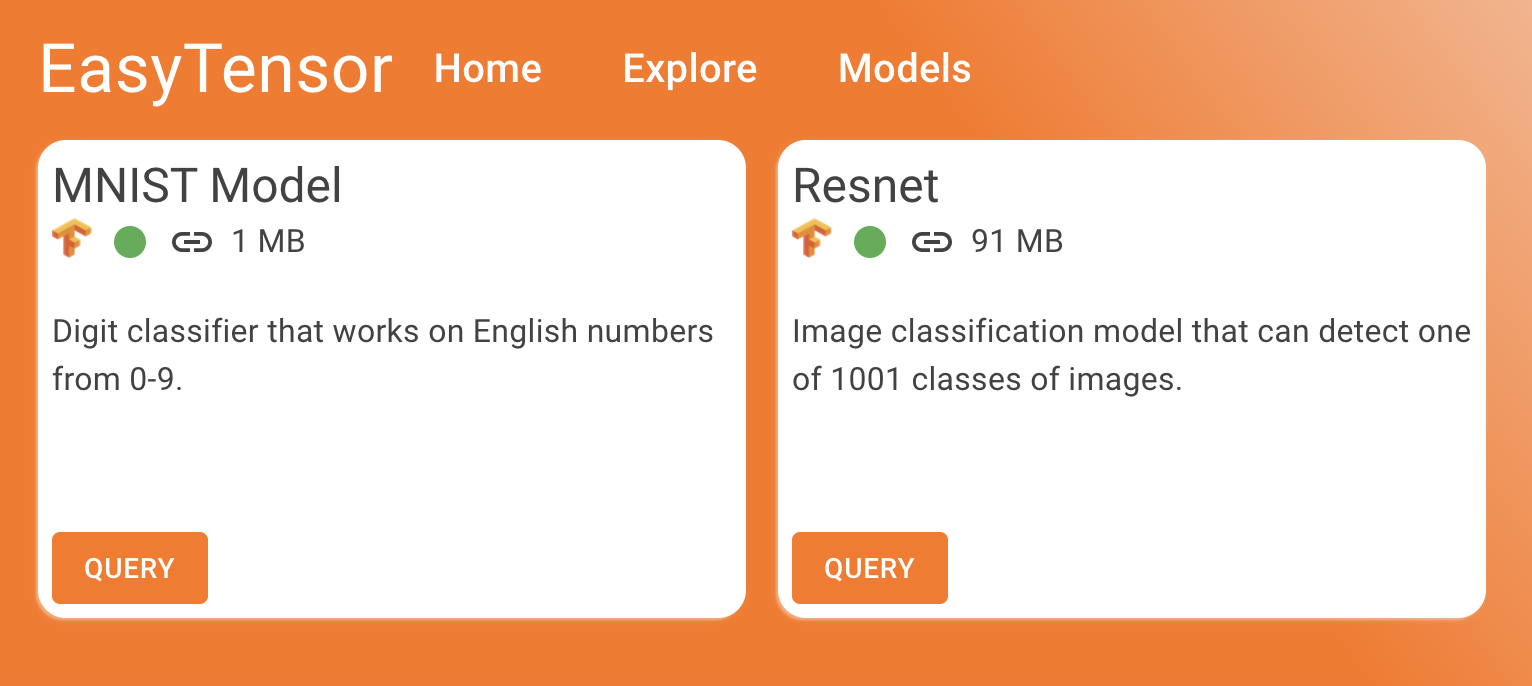 EasyTensor Home Explore Models
MNIST Model
1 MB
Digit classifier that works on English numbers
from 0-9.
QUERY
Resnet
91 MB
Image classification model that can detect one
of 1001 classes of images.
QUERY